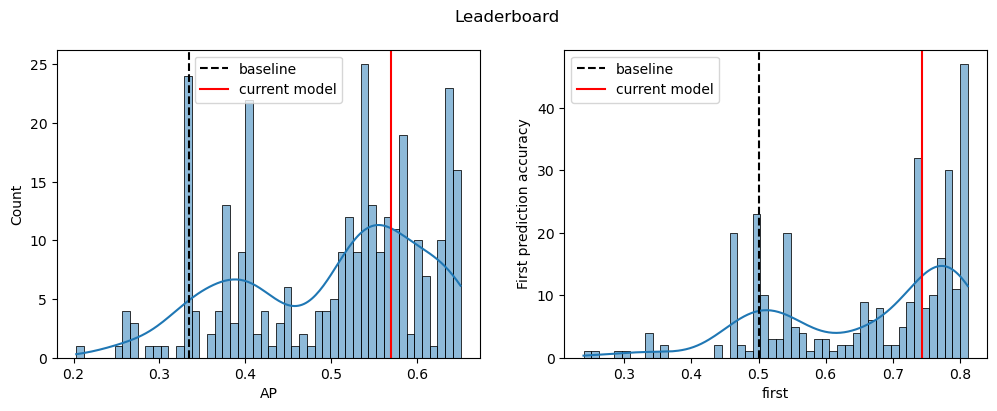 Leaderboard
Count
25
20
15
10
5
0
baseline
current model
0.2
0.3
0.4
0.5
0.6
AP
First prediction accuracy
40
30
20
10
0
baseline
current model
0.3
0.4
0.5
0.6
0.7
0.8
first